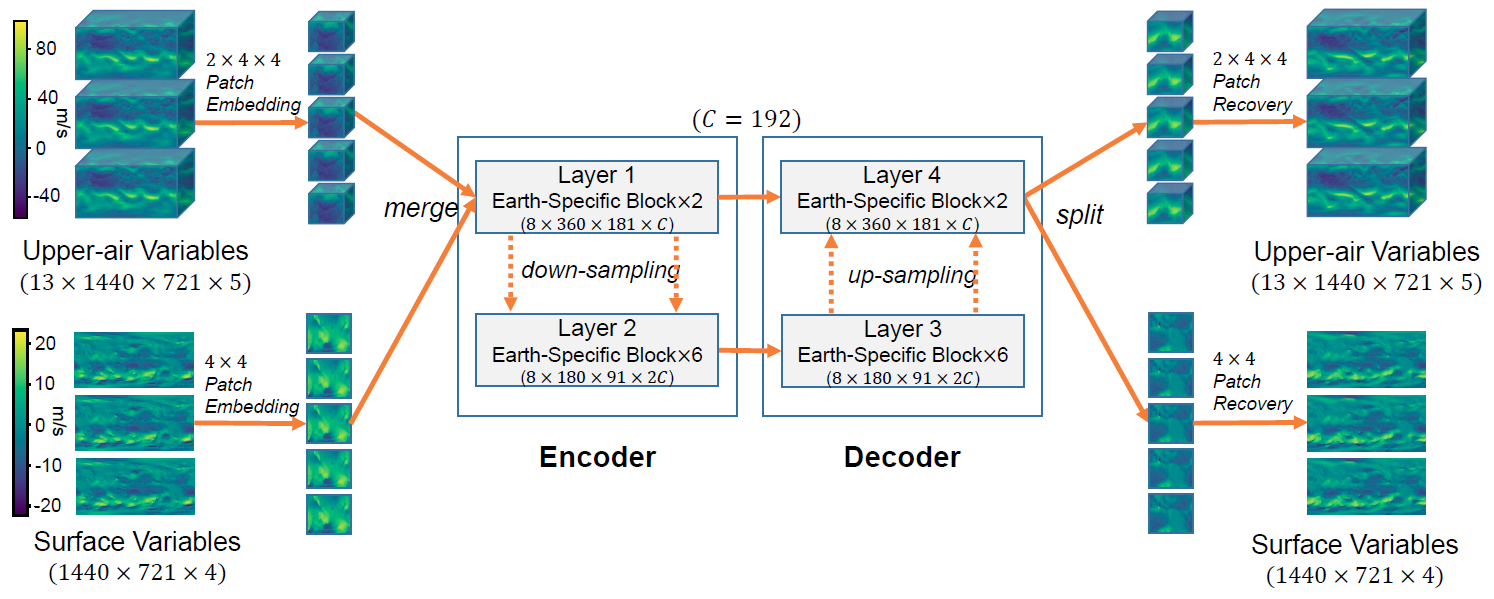 80
40
0
-40
m/s
2 × 4 × 4
Patch
Embedding
Upper-air Variables
(13 × 1440 × 721 × 5)
20
10
0
-10
-20
m/s
4 × 4
Patch
Embedding
Surface Variables
(1440 × 721 × 4)
merge
(C = 192)
Layer 1
Earth-Specific Block×2
(8 × 360 × 181 × C)
down-sampling
Layer 2
Earth-Specific Block×6
(8 × 180 × 91 × 2C)
Encoder
Layer 4
Earth-Specific Block×2
(8 × 360 × 181 × C)
up-sampling
Layer 3
Earth-Specific Block×6
(8 × 180 × 91 × 2C)
Decoder
split
2 × 4 × 4
Patch
Recovery
Upper-air Variables
(13 × 1440 × 721 × 5)
4 × 4
Patch
Recovery
Surface Variables
(1440 × 721 × 4)